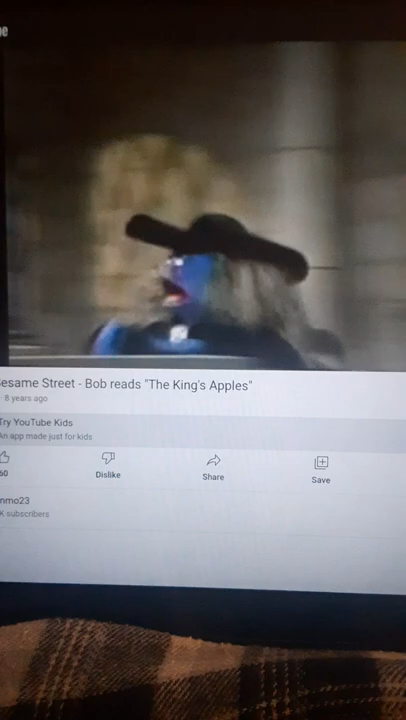 esame Street - Bob reads "The King's Apples"
8 years ago
Try YouTube Kids
An app made just for kids
60
Dislike
Share
Save
nmo23
K subscribers